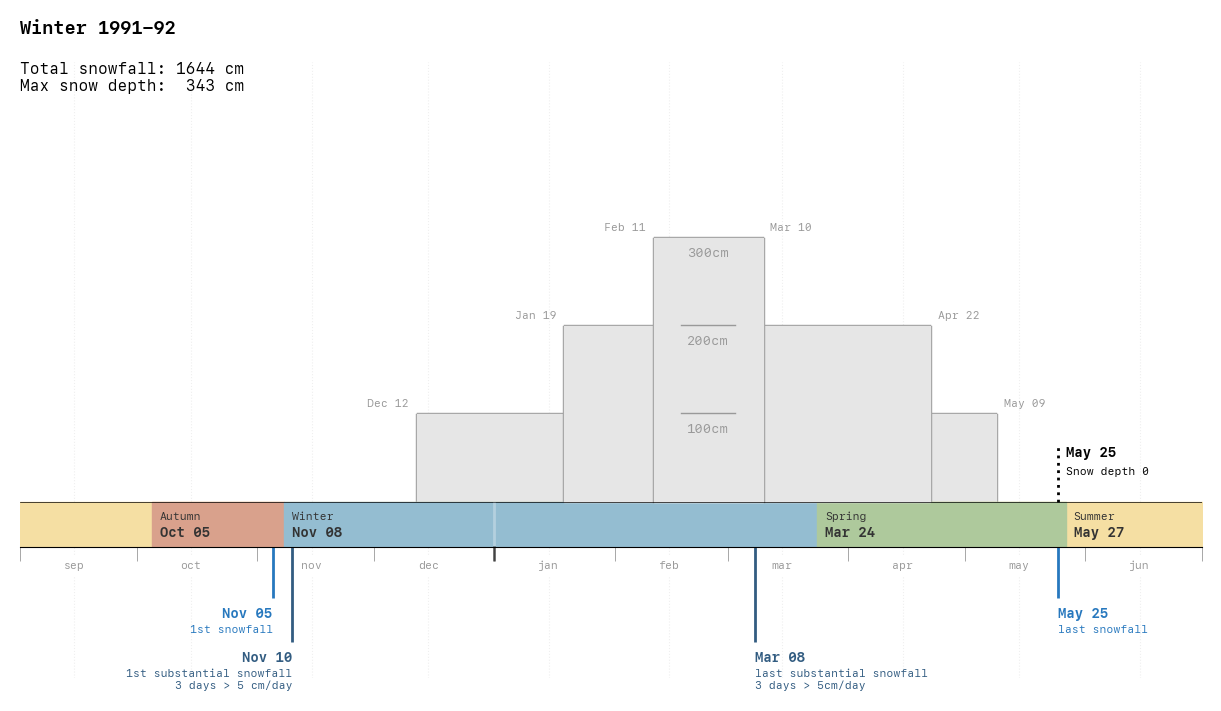 Winter 1991–92
Total snowfall: 1644 cm
Max snow depth:  343 cm
Feb 11
Mar 10
300cm
Jan 19
Apr 22
200cm
Dec 12
May 09
100cm
May 25
Snow depth 0
Autumn
Oct 05
Winter
Nov 08
Spring
Mar 24
Summer
May 27
sep
oct
nov
dec
jan
feb
mar
apr
may
jun
Nov 05
1st snowfall
May 25
last snowfall
Nov 10
1st substantial snowfall
3 days > 5 cm/day
Mar 08
last substantial snowfall
3 days > 5cm/day